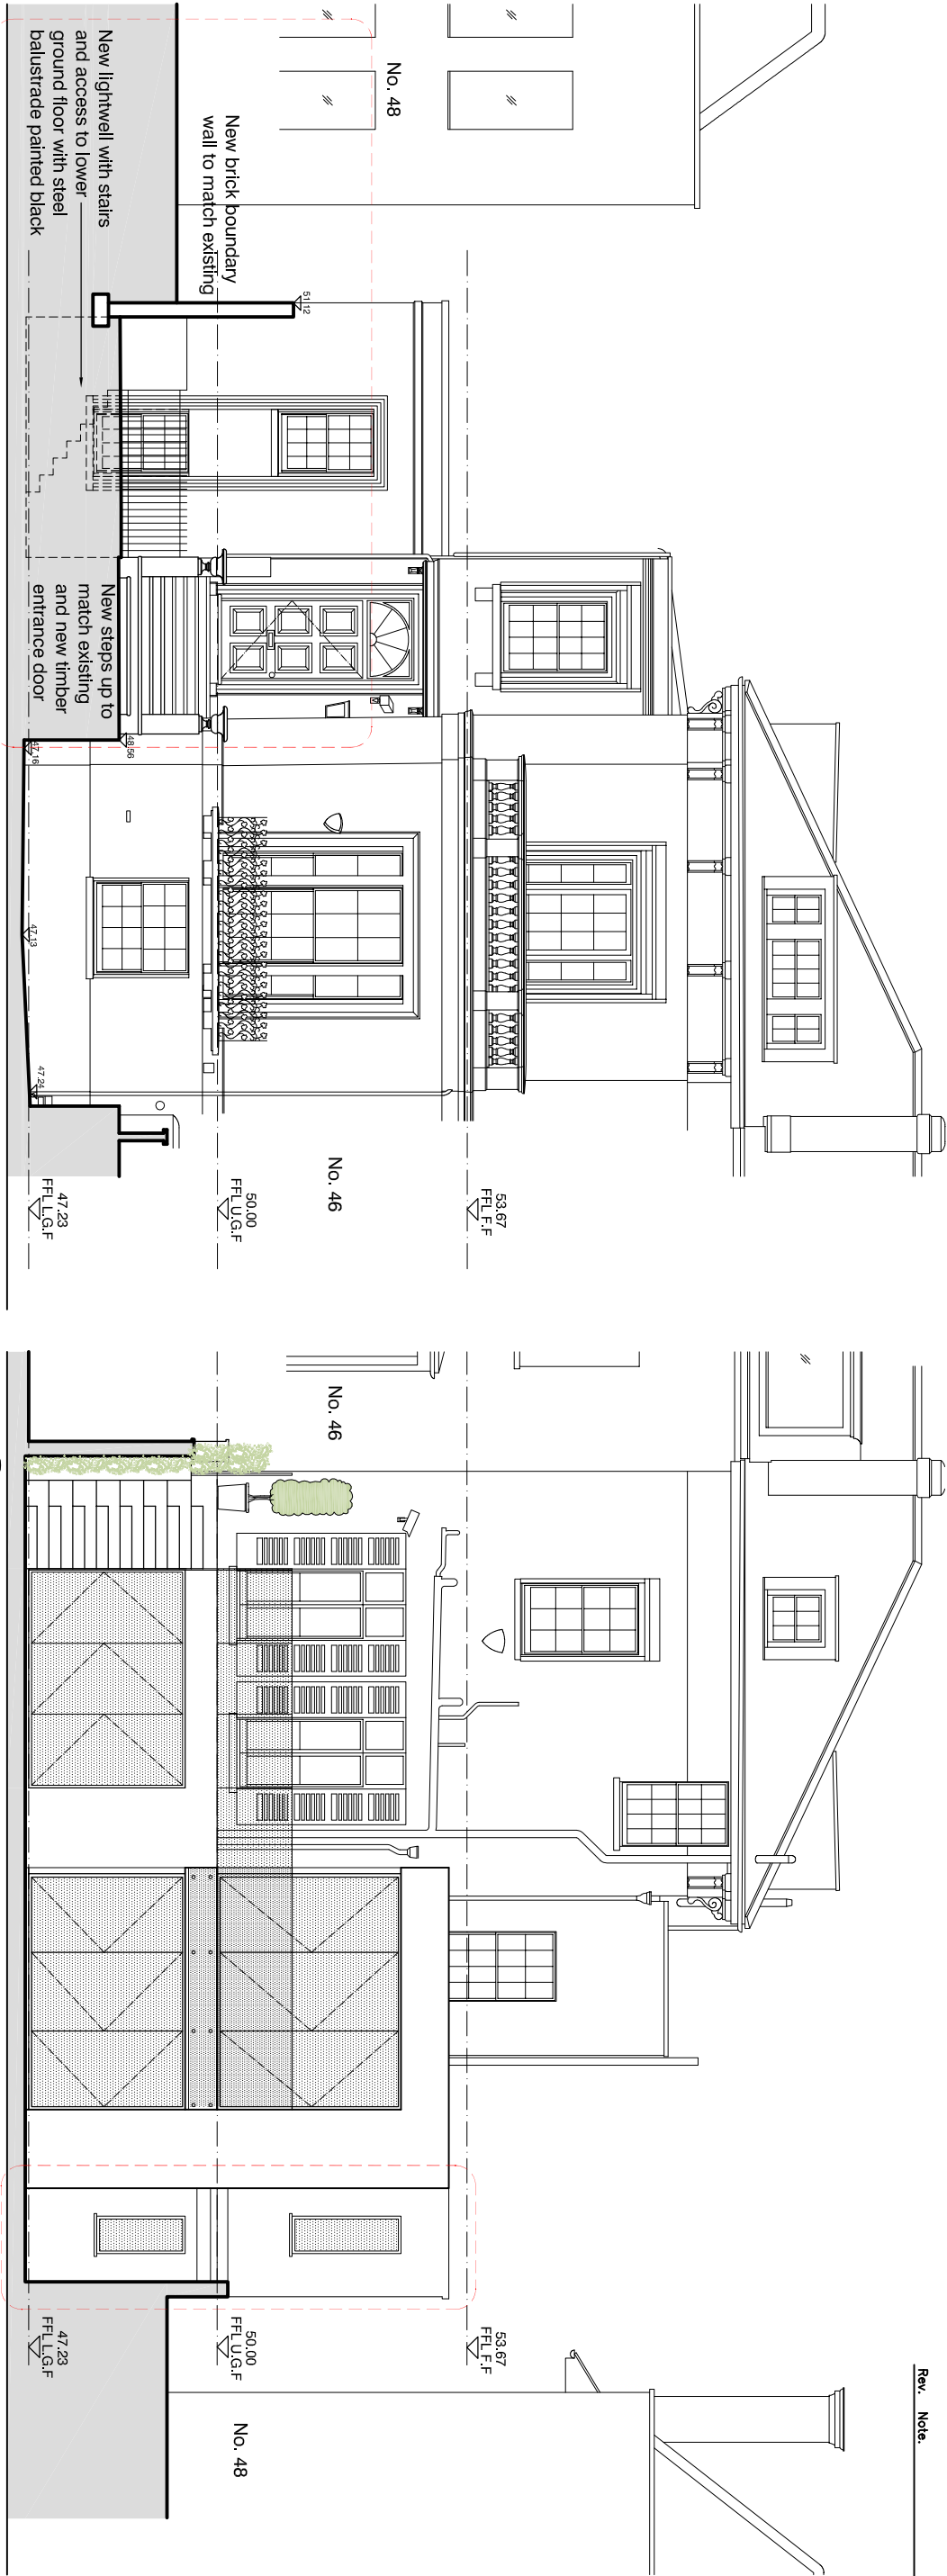 No. 48
New brick boundary
wall to match existing
New lightwell with stairs
and access to lower
ground floor with steel
balustrade painted black
51.12
New steps up to
match existing
and new timber
entrance door
48.56
47.16
47.13
47.24
No. 46
53.67
FFL F.F
50.00
FFL U.G.F
47.23
FFL L.G.F
No. 46
53.67
FFL F.F
50.00
FFL U.G.F
47.23
FFL L.G.F
No. 48
Rev. Note.